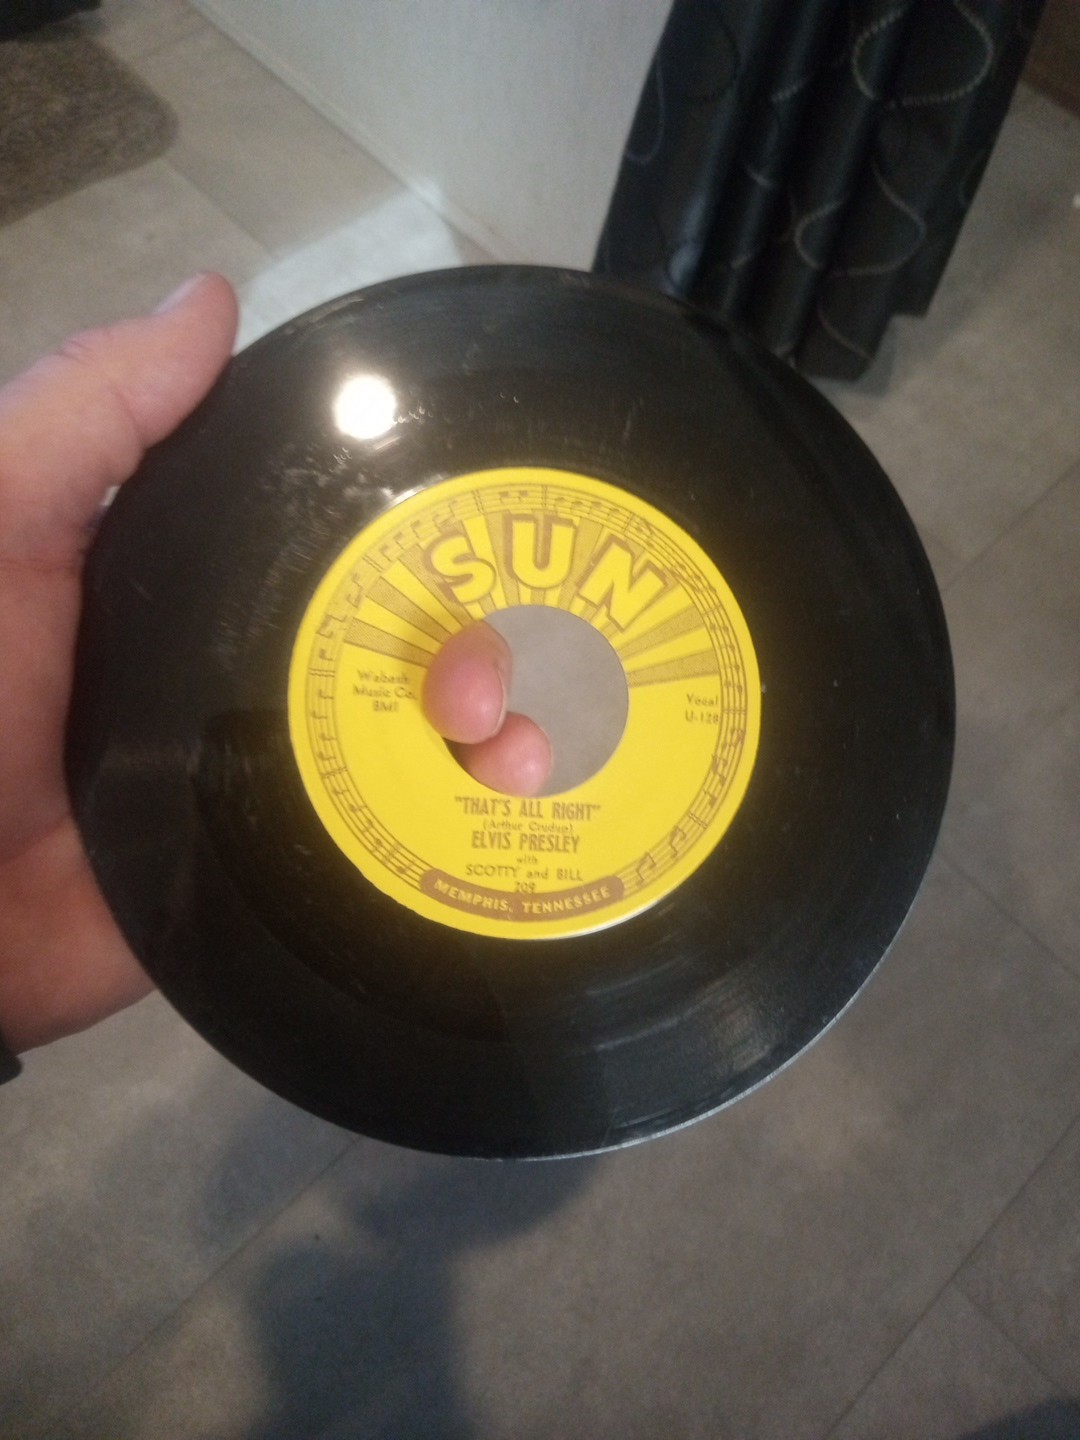 SUN
Wabash
Music Co.
BMI
Vocal
U-129
"THAT'S ALL RIGHT"
(Arthur Crudup)
ELVIS PRESLEY
with
SCOTTY and BILL
209
MEMPHIS, TENNESSEE